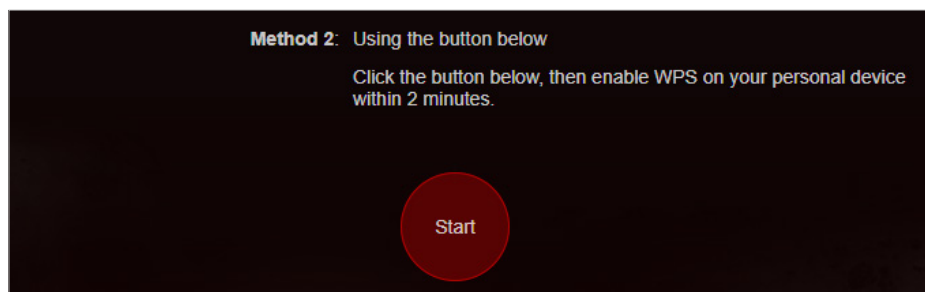 Method 2: Using the button below
Click the button below, then enable WPS on your personal device
within 2 minutes.
Start